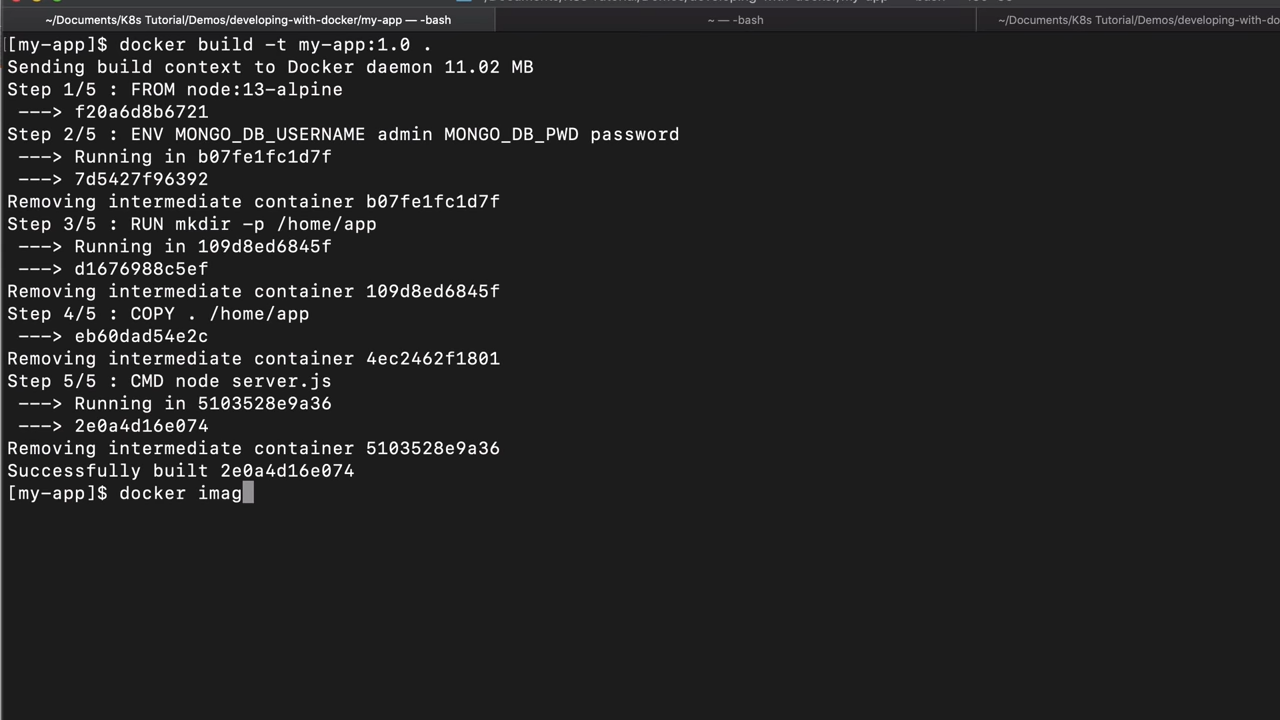 ~/Documents/K8s Tutorial/Demos/developing-with-docker/my-app — -bash
~ — -bash
~/Documents/K8s Tutorial/Demos/developing-with-do
[my-app]$ docker build -t my-app:1.0 .
Sending build context to Docker daemon 11.02 MB
Step 1/5 : FROM node:13-alpine
---> f20a6d8b6721
Step 2/5 : ENV MONGO_DB_USERNAME admin MONGO_DB_PWD password
---> Running in b07fe1fc1d7f
---> 7d5427f96392
Removing intermediate container b07fe1fc1d7f
Step 3/5 : RUN mkdir -p /home/app
---> Running in 109d8ed6845f
---> d1676988c5ef
Removing intermediate container 109d8ed6845f
Step 4/5 : COPY . /home/app
---> eb60dad54e2c
Removing intermediate container 4ec2462f1801
Step 5/5 : CMD node server.js
---> Running in 5103528e9a36
---> 2e0a4d16e074
Removing intermediate container 5103528e9a36
Successfully built 2e0a4d16e074
[my-app]$ docker imag